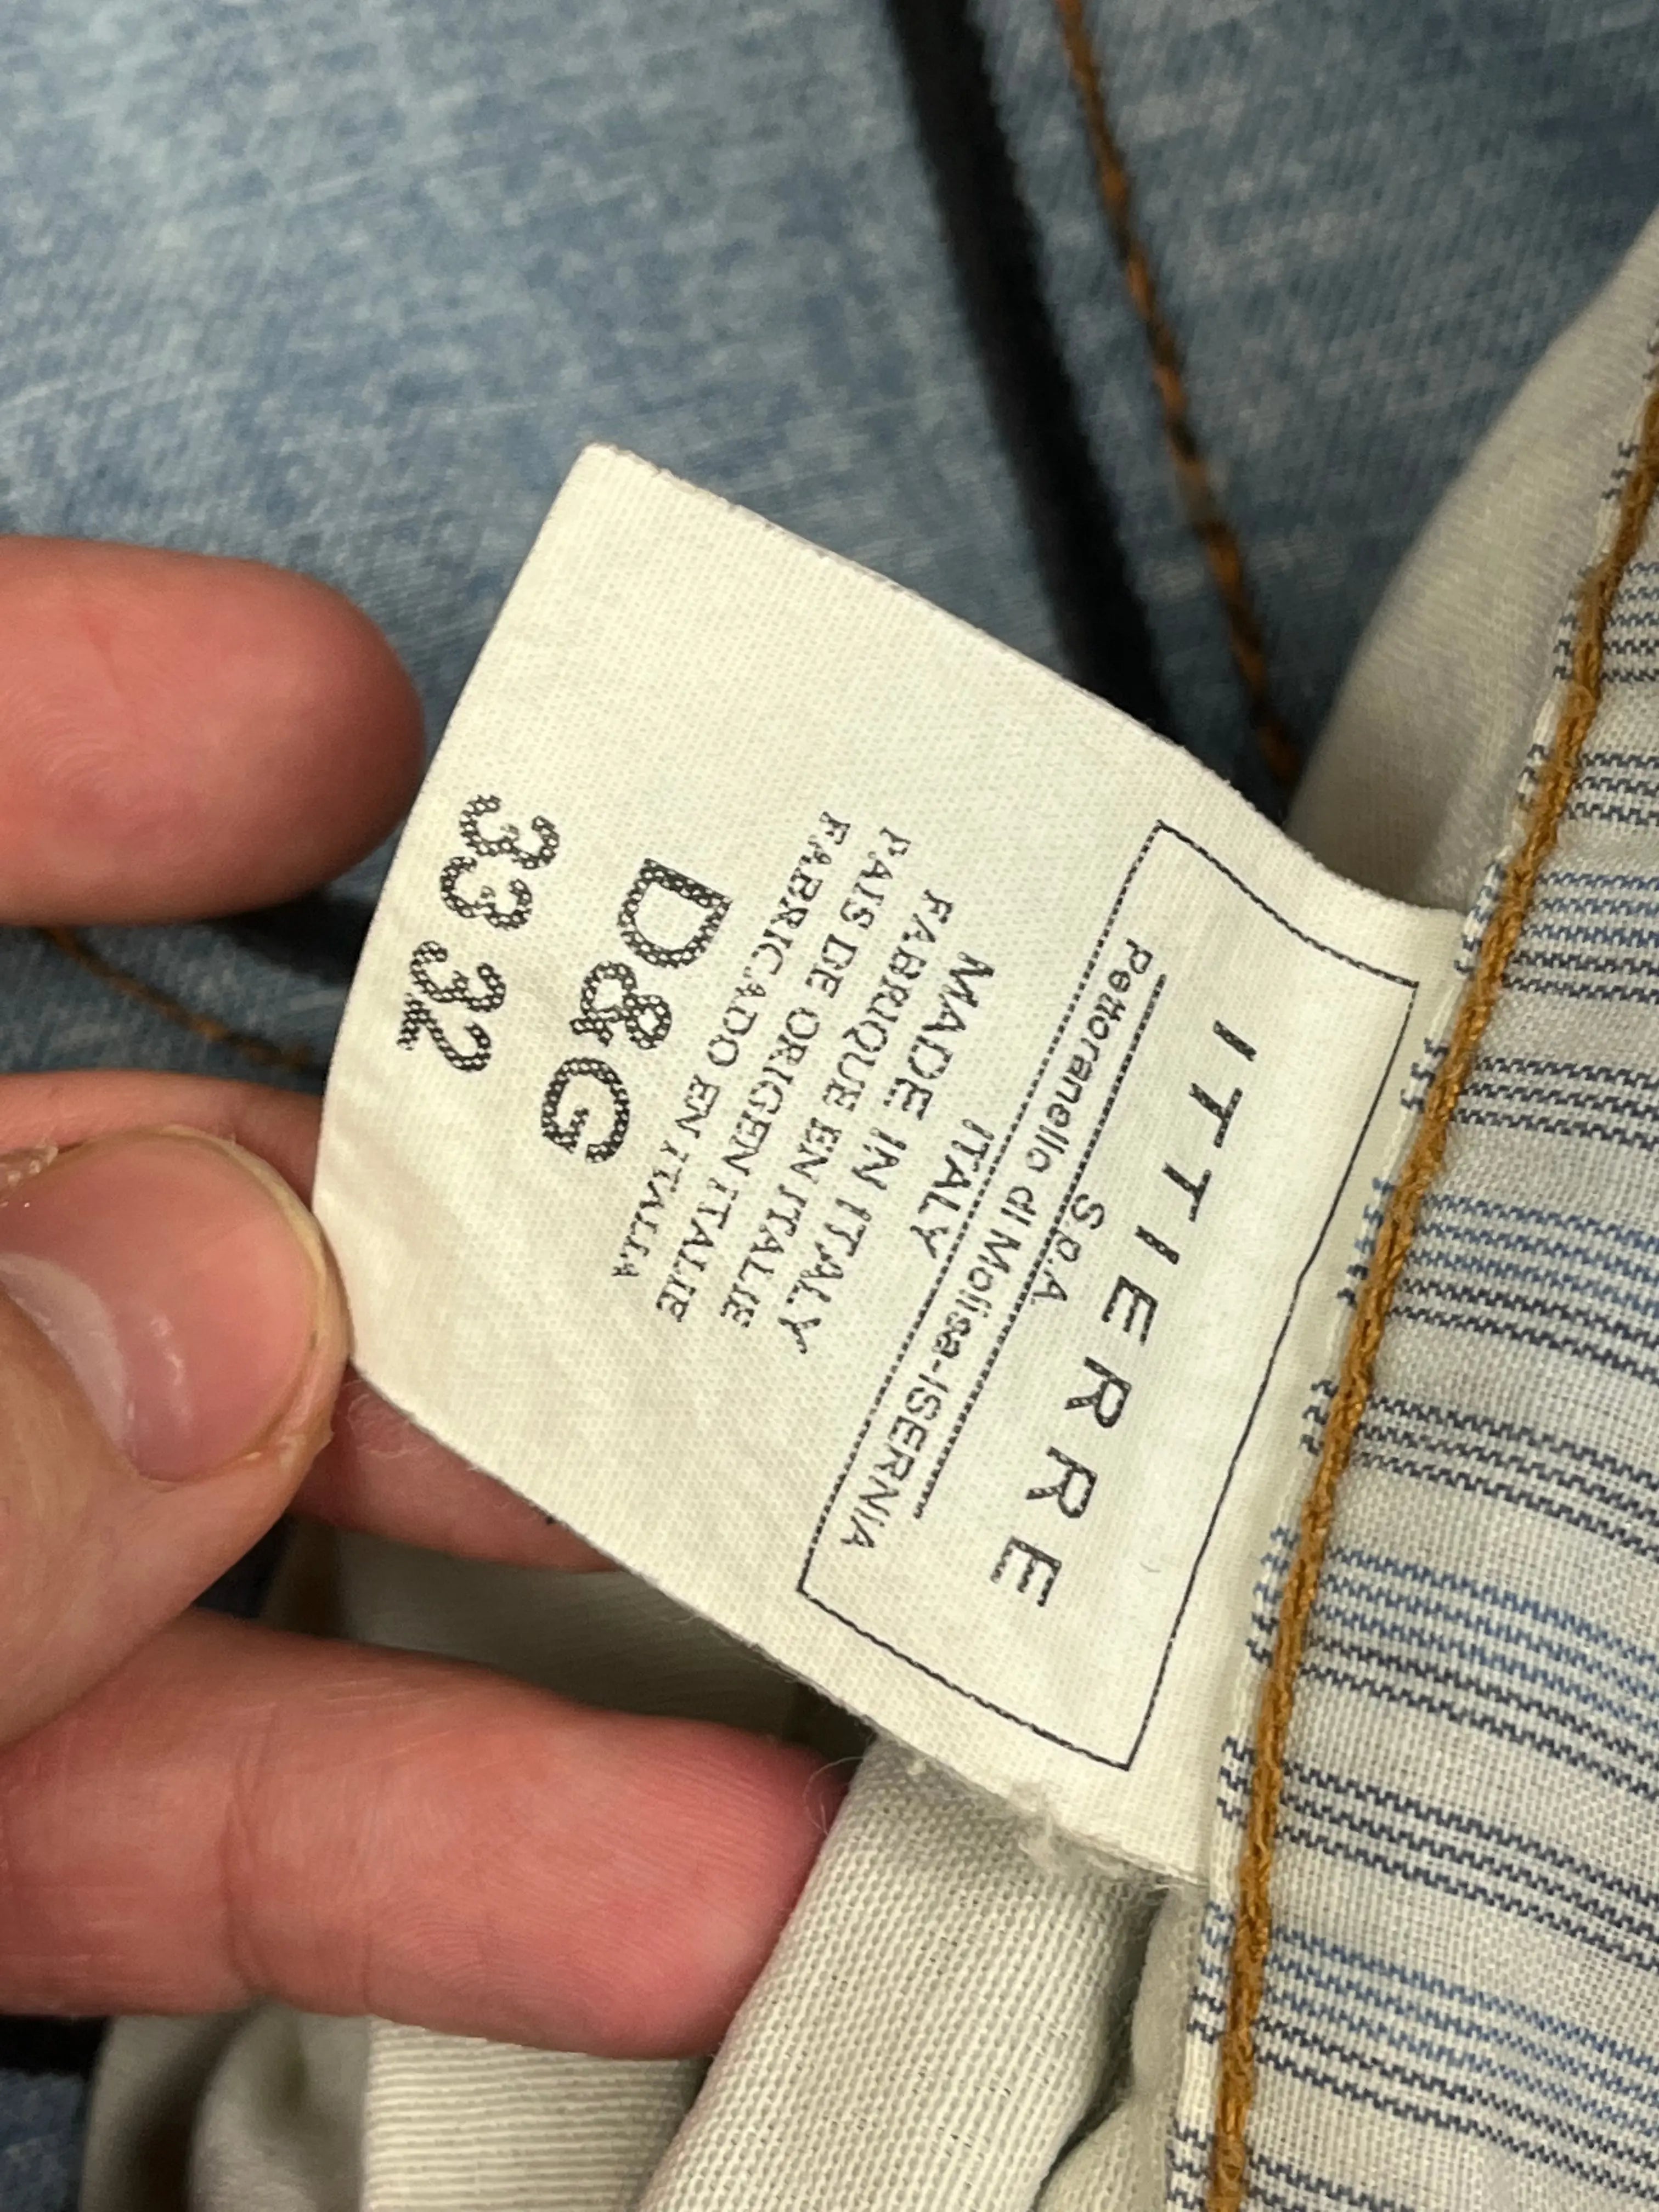 ITTIERRE
S.p.A.
Pettoranello di Molise-ISERNIA
ITALY
MADE IN ITALY
FABRIQUE EN ITALIE
PAIS DE ORIGEN ITALIE
FABRICADO EN ITALIA
D&G
33 32